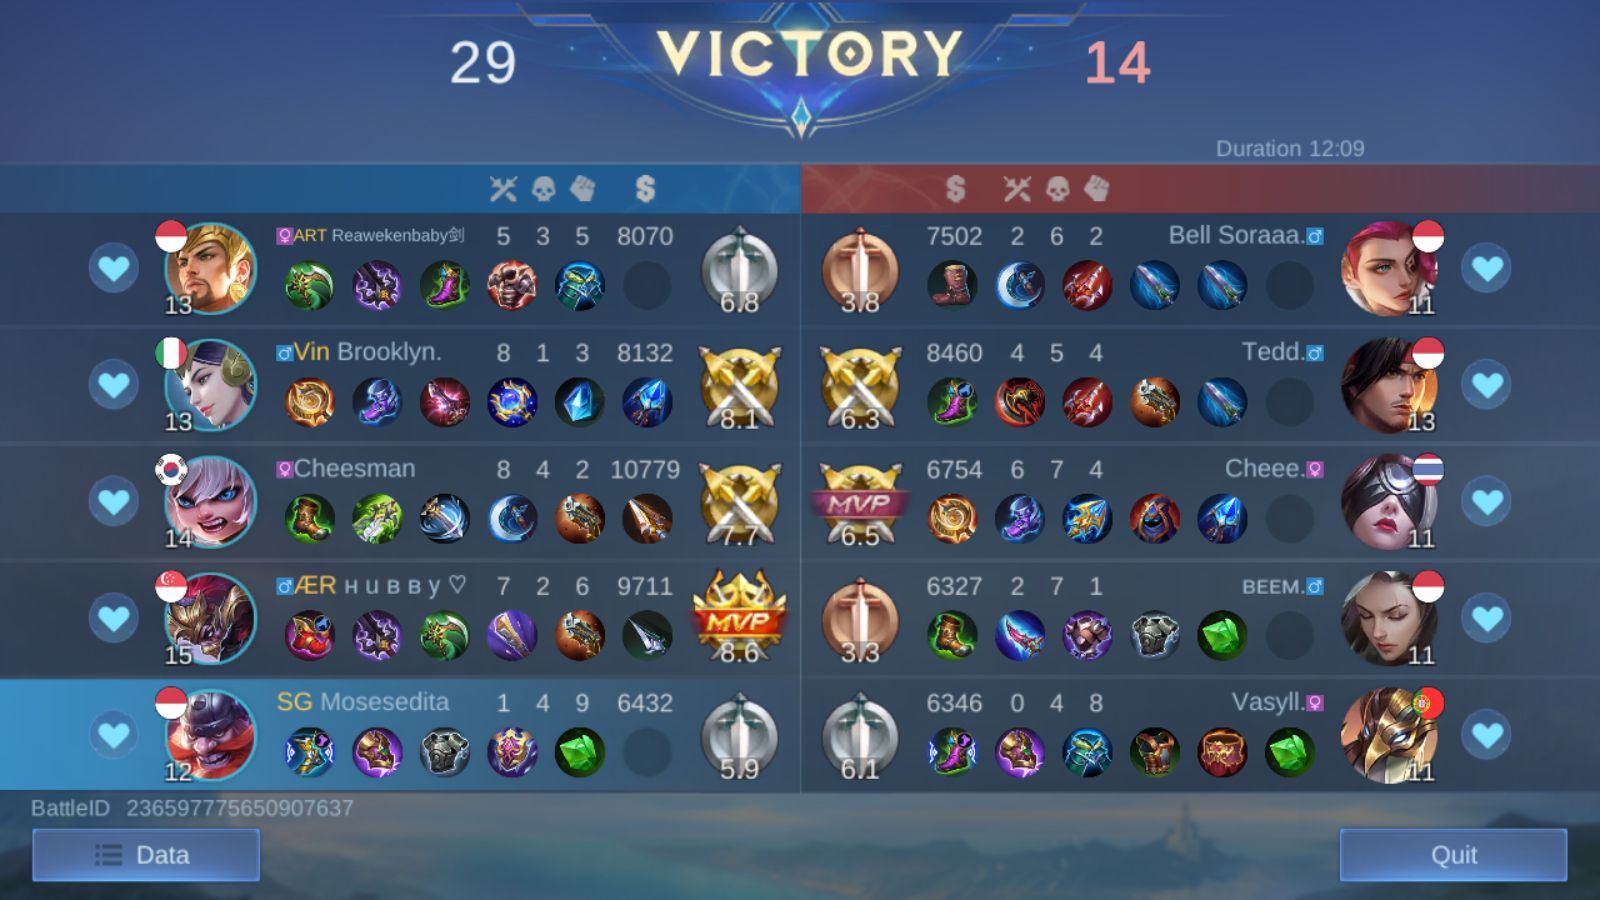 29 VICTORY 14
Duration 12:09
ART Reawekenbaby剑 5 3 5 8070
13 6.8
7502 2 6 2 Bell Soraaa.
3.8 11
Vin Brooklyn. 8 1 3 8132
13 8.1
8460 4 5 4 Tedd.
6.3 13
Cheesman 8 4 2 10779
14 7.7
6754 6 7 4 Cheee.
MVP
6.5 11
ÆR ʜ ᴜ ʙ ʙ ʏ ♡ 7 2 6 9711
MVP
15 8.6
6327 2 7 1 BEEM.
3.3 11
SG Mosesedita 1 4 9 6432
12 5.9
6346 0 4 8 Vasyll.
6.1 11
BattleID 236597775650907637
Data
Quit